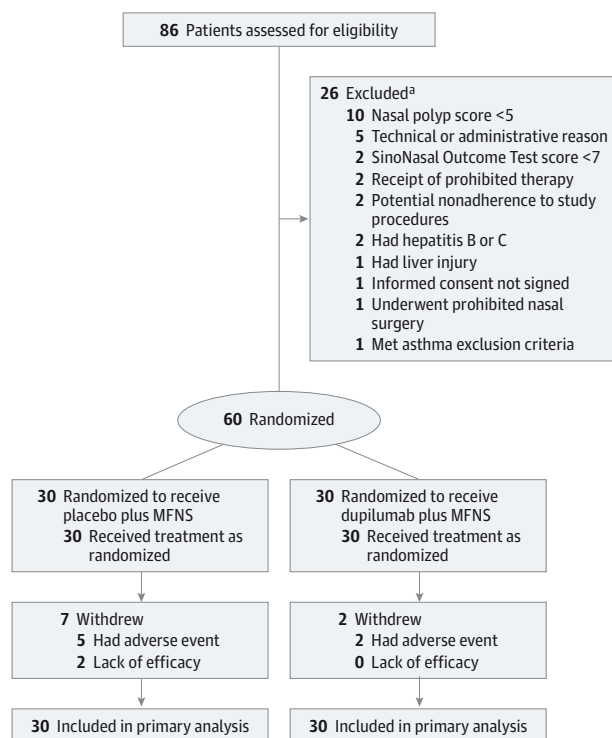 86 Patients assessed for eligibility
26 Excludedᵃ
10 Nasal polyp score <5
5 Technical or administrative reason
2 SinoNasal Outcome Test score <7
2 Receipt of prohibited therapy
2 Potential nonadherence to study
procedures
2 Had hepatitis B or C
1 Had liver injury
1 Informed consent not signed
1 Underwent prohibited nasal
surgery
1 Met asthma exclusion criteria
60 Randomized
30 Randomized to receive
placebo plus MFNS
30 Received treatment as
randomized
30 Randomized to receive
dupilumab plus MFNS
30 Received treatment as
randomized
7 Withdrew
5 Had adverse event
2 Lack of efficacy
2 Withdrew
2 Had adverse event
0 Lack of efficacy
30 Included in primary analysis
30 Included in primary analysis